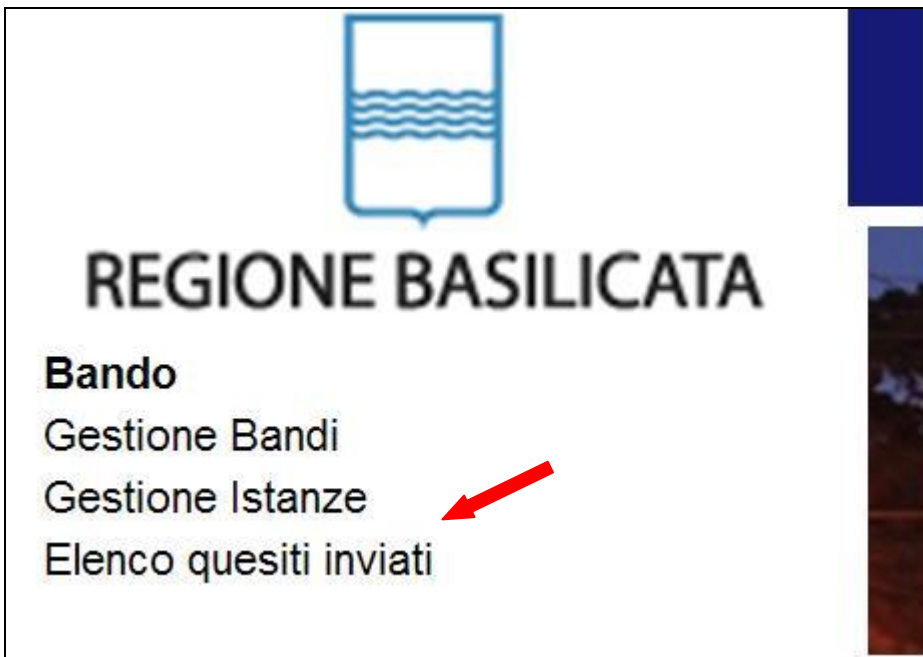 REGIONE BASILICATA
Bando
Gestione Bandi
Gestione Istanze
Elenco quesiti inviati